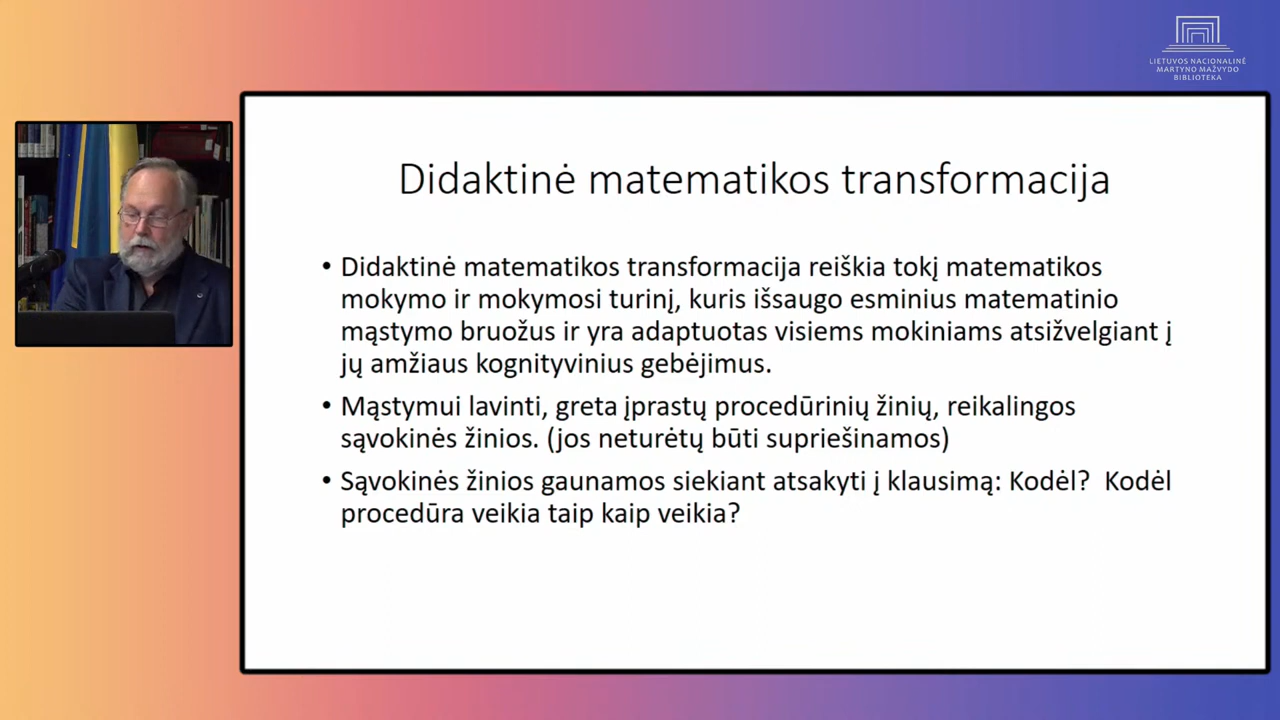 LIETUVOS NACIONALINĖ
MARTYNO MAŽVYDO
BIBLIOTEKA
Didaktinė matematikos transformacija
• Didaktinė matematikos transformacija reiškia tokį matematikos
mokymo ir mokymosi turinį, kuris išsaugo esminius matematinio
mąstymo bruožus ir yra adaptuotas visiems mokiniams atsižvelgiant į
jų amžiaus kognityvinius gebėjimus.
• Mąstymui lavinti, greta įprastų procedūrinių žinių, reikalingos
sąvokinės žinios. (jos neturėtų būti supriešinamos)
• Sąvokinės žinios gaunamos siekiant atsakyti į klausimą: Kodėl?  Kodėl
procedūra veikia taip kaip veikia?